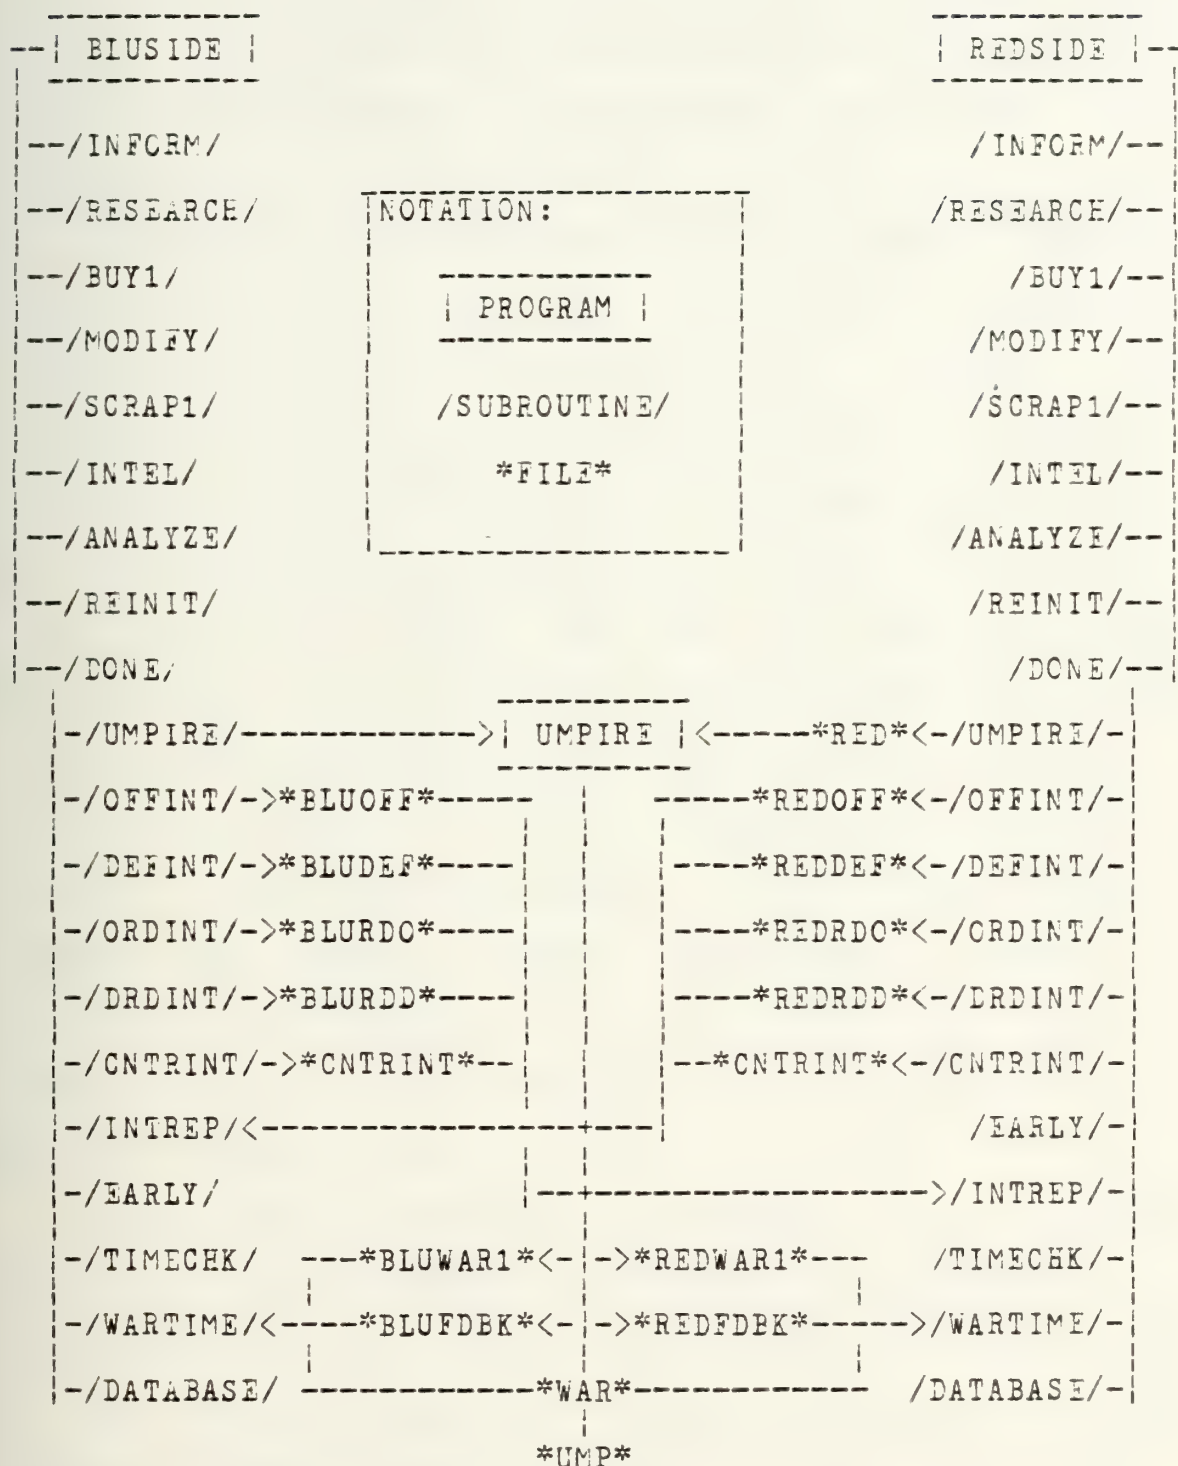 -----------                                   -----------
--| BLUSIDE |                                   | REDSIDE |--
-----------                                   -----------
--/INFORM/                                        /INFORM/--
--/RESEARCH/      NOTATION:                     /RESEARCH/--
--/BUY1/                                            /BUY1/--
| PROGRAM |
--/MODIFY/                                        /MODIFY/--
--/SCRAP1/          /SUBROUTINE/                  /SCRAP1/--
--/INTEL/              *FILE*                      /INTEL/--
--/ANALYZE/                                      /ANALYZE/--
--/REINIT/                                        /REINIT/--
--/DONE/                                            /DONE/--
|-/UMPIRE/------------>| UMPIRE |<-----*RED*<-/UMPIRE/-|
|-/OFFINT/->*BLUOFF*-----   |   -----*REDOFF*<-/OFFINT/-|
|-/DEFINT/->*BLUDEF*----|   |   |----*REDDEF*<-/DEFINT/-|
|-/ORDINT/->*BLURDO*----|   |   |----*REDRDO*<-/ORDINT/-|
|-/DRDINT/->*BLURDD*----|   |   |----*REDRDD*<-/DRDINT/-|
|-/CNTRINT/->*CNTRINT*--|   |   |--*CNTRINT*<-/CNTRINT/-|
|-/INTREP/<-----------------+---|              /EARLY/-|
|-/EARLY/               |--+------------------>/INTREP/-|
|-/TIMECHK/  ---*BLUWAR1*<-|->*REDWAR1*---   /TIMECHK/-|
|-/WARTIME/<----*BLUFDBK*<-|->*REDFDBK*----->/WARTIME/-|
|-/DATABASE/ ------------*WAR*------------  /DATABASE/-|
*UMP*